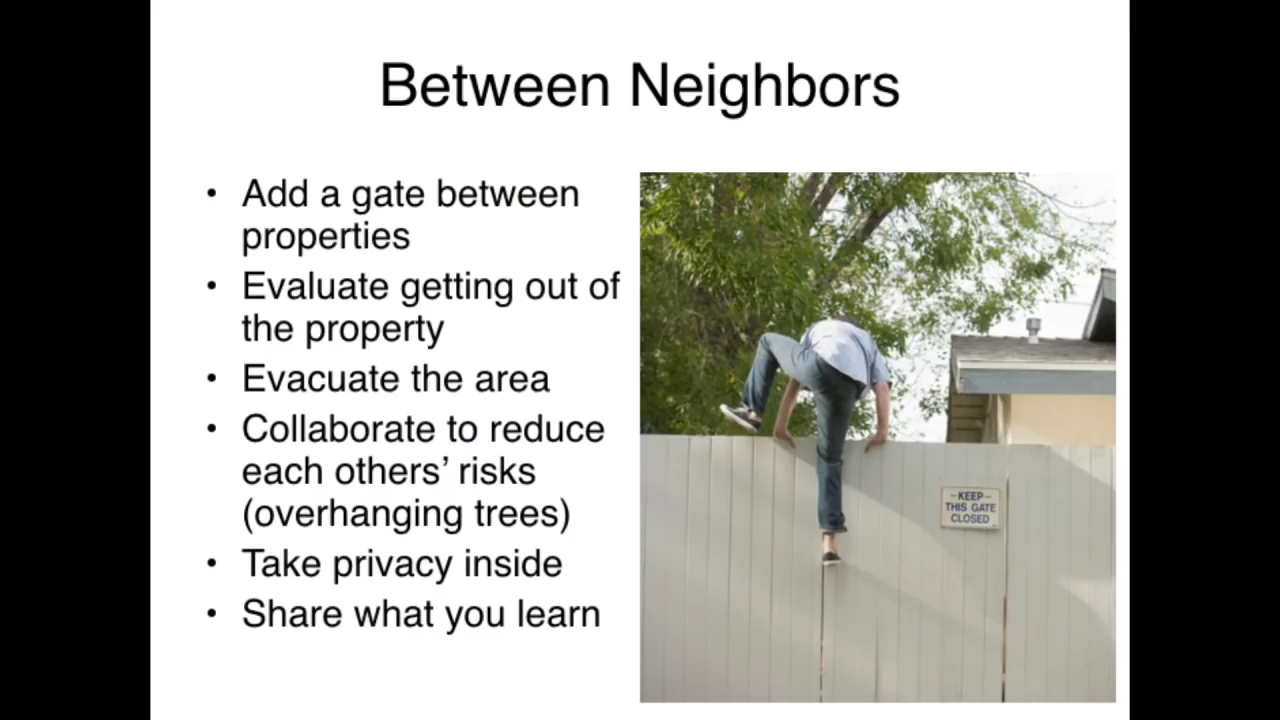 Between Neighbors
• Add a gate between
properties
• Evaluate getting out of
the property
• Evacuate the area
• Collaborate to reduce
each others’ risks
(overhanging trees)
• Take privacy inside
• Share what you learn
–KEEP–
THIS GATE
CLOSED